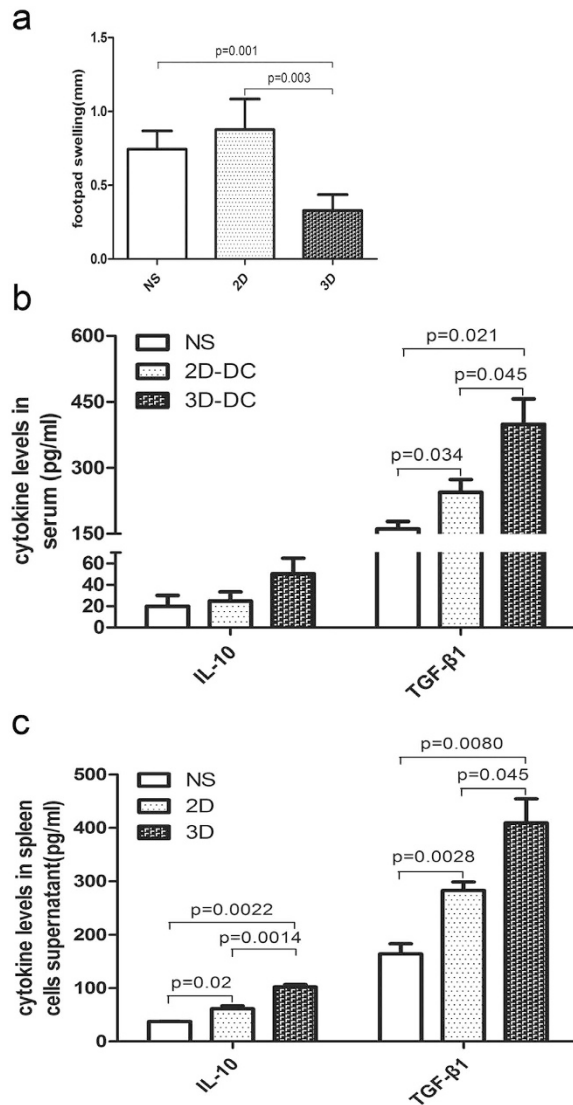 a
1.5
1.0
0.5
0.0
footpad swelling(mm)
p=0.001
p=0.003
NS
2D
3D
b
600
450
300
150
60
40
20
0
cytokine levels in
serum (pg/ml)
NS
2D-DC
3D-DC
p=0.021
p=0.045
p=0.034
IL-10
TGF-β1
c
500
400
300
200
100
0
cytokine levels in spleen
cells supernatant(pg/ml)
NS
2D
3D
p=0.0080
p=0.045
p=0.0028
p=0.0022
p=0.0014
p=0.02
IL-10
TGF-β1